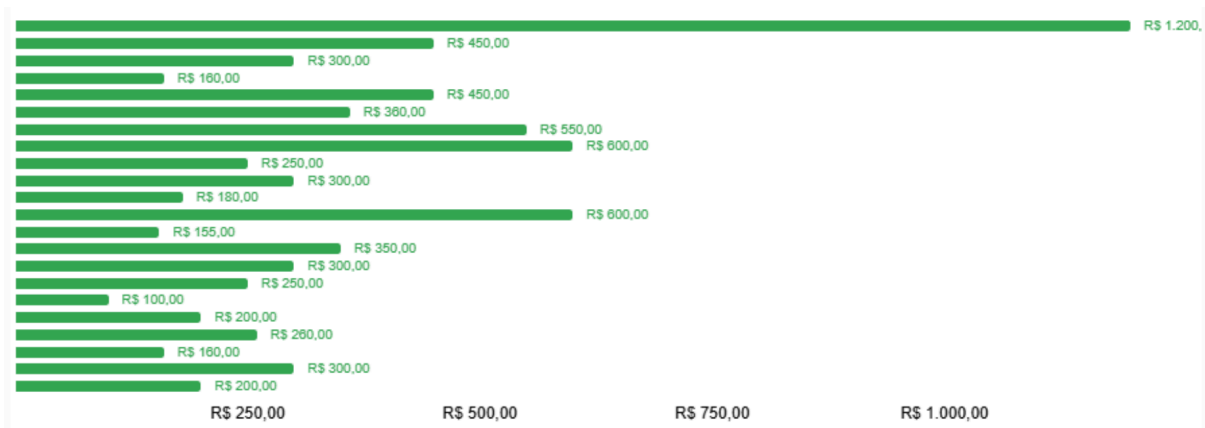 R$ 1.200,
R$ 450,00
R$ 300,00
R$ 160,00
R$ 450,00
R$ 360,00
R$ 550,00
R$ 600,00
R$ 250,00
R$ 300,00
R$ 180,00
R$ 600,00
R$ 155,00
R$ 350,00
R$ 300,00
R$ 250,00
R$ 100,00
R$ 200,00
R$ 260,00
R$ 160,00
R$ 300,00
R$ 200,00
R$ 250,00 R$ 500,00 R$ 750,00 R$ 1.000,00